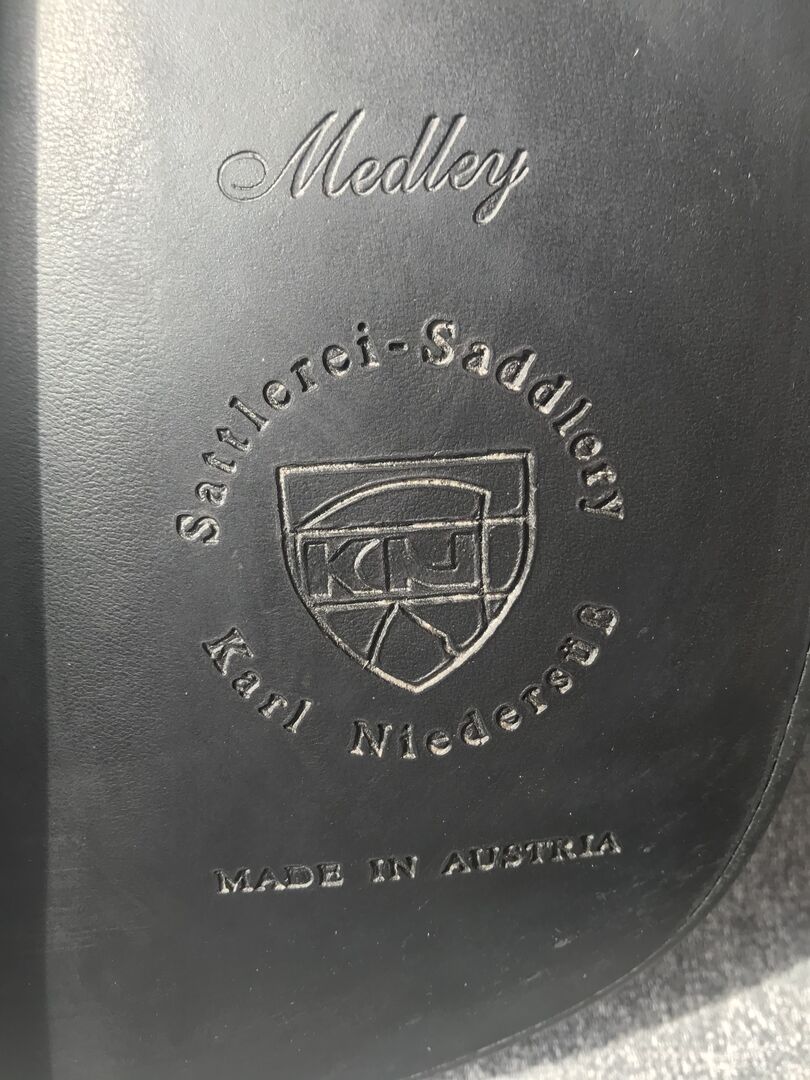 Medley
Sattlerei-Saddlery
KN
Karl Niedersüß
MADE IN AUSTRIA